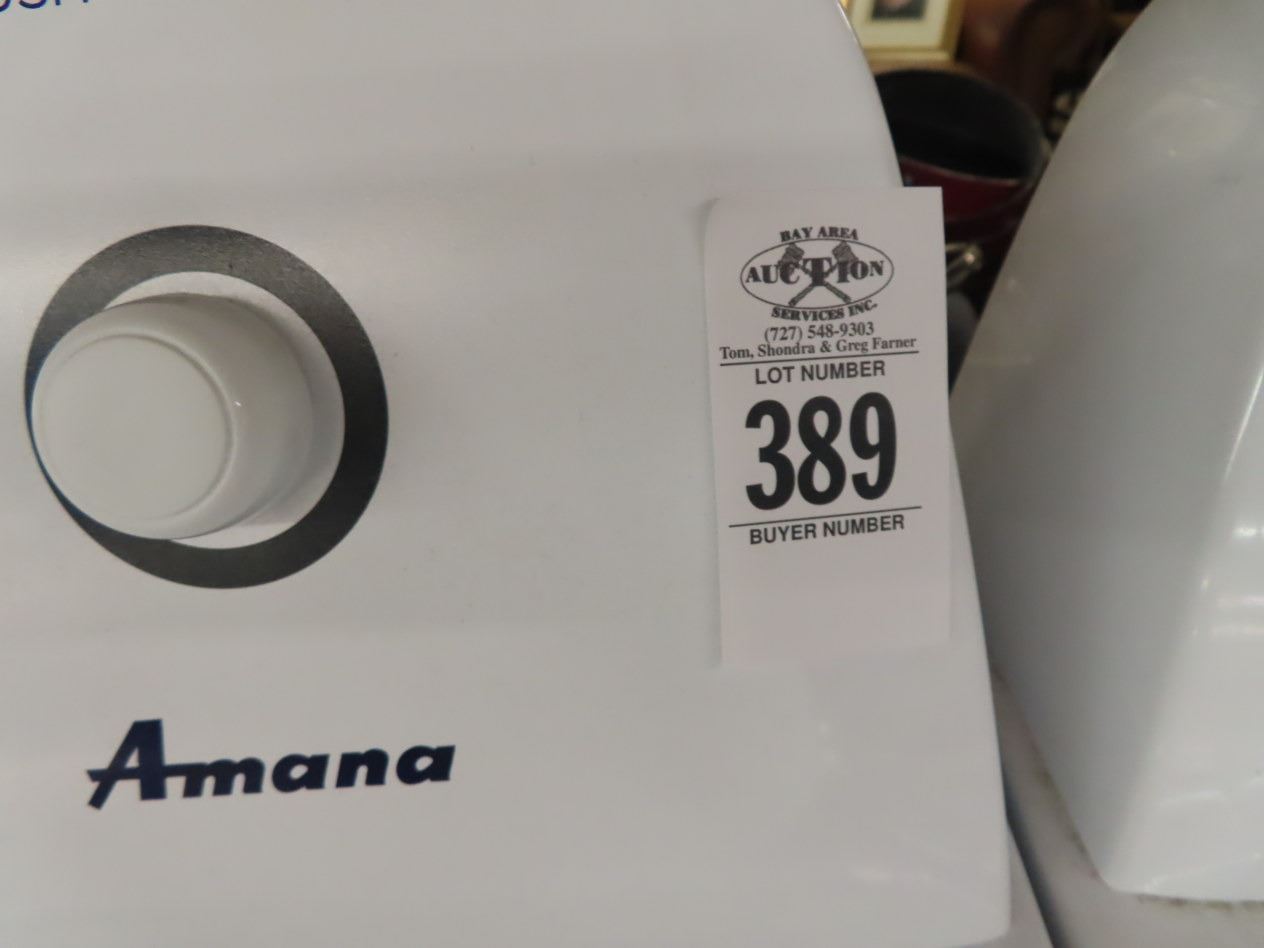 BAY AREA
AUCTION
SERVICES INC.
(727) 548-9303
Tom, Shondra & Greg Farner
LOT NUMBER
389
BUYER NUMBER
Amana